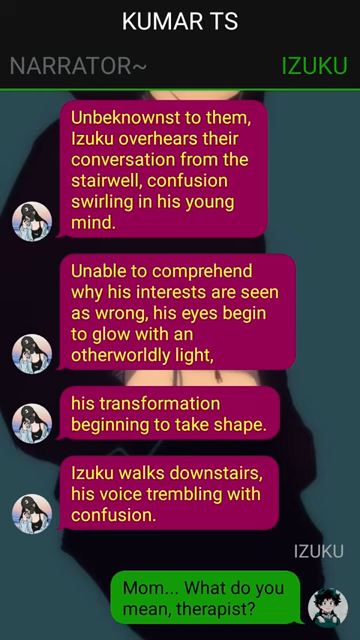 KUMAR TS
NARRATOR~
IZUKU
Unbeknownst to them,
Izuku overhears their
conversation from the
stairwell, confusion
swirling in his young
mind.
Unable to comprehend
why his interests are seen
as wrong, his eyes begin
to glow with an
otherworldly light,
his transformation
beginning to take shape.
Izuku walks downstairs,
his voice trembling with
confusion.
IZUKU
Mom... What do you
mean, therapist?